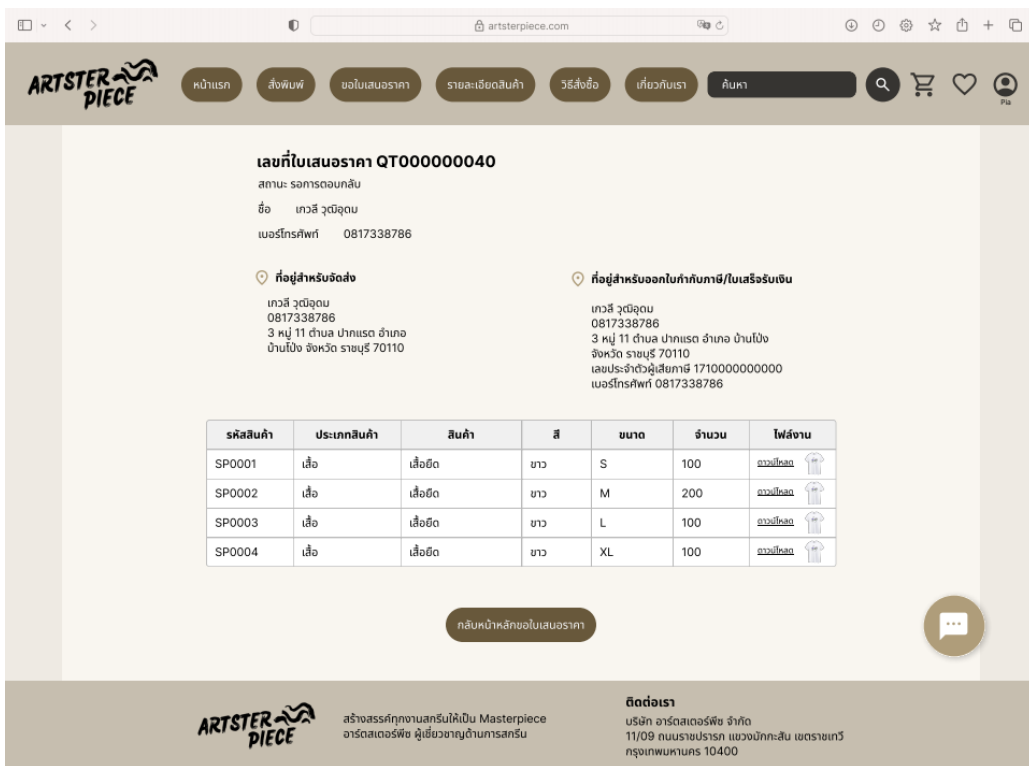 artsterpiece.com
ARTSTER PIECE
หน้าแรก สั่งพิมพ์ ขอใบเสนอราคา รายละเอียดสินค้า วิธีสั่งซื้อ เกี่ยวกับเรา ค้นหา
Pia
เลขที่ใบเสนอราคา QT000000040
สถานะ รอการตอบกลับ
ชื่อ เกวลี วุฒิอุดม
เบอร์โทรศัพท์ 0817338786
ที่อยู่สำหรับจัดส่ง
เกวลี วุฒิอุดม
0817338786
3 หมู่ 11 ตำบล ปากแรต อำเภอ
บ้านโป่ง จังหวัด ราชบุรี 70110
ที่อยู่สำหรับออกใบกำกับภาษี/ใบเสร็จรับเงิน
เกวลี วุฒิอุดม
0817338786
3 หมู่ 11 ตำบล ปากแรต อำเภอ บ้านโป่ง
จังหวัด ราชบุรี 70110
เลขประจำตัวผู้เสียภาษี 1710000000000
เบอร์โทรศัพท์ 0817338786
รหัสสินค้า ประเภทสินค้า สินค้า สี ขนาด จำนวน ไฟล์งาน
SP0001 เสื้อ เสื้อยืด ขาว S 100 ดาวน์โหลด
SP0002 เสื้อ เสื้อยืด ขาว M 200 ดาวน์โหลด
SP0003 เสื้อ เสื้อยืด ขาว L 100 ดาวน์โหลด
SP0004 เสื้อ เสื้อยืด ขาว XL 100 ดาวน์โหลด
กลับหน้าหลักขอใบเสนอราคา
ARTSTER PIECE
สร้างสรรค์ทุกงานสกรีนให้เป็น Masterpiece
อาร์ตสเตอร์พีซ ผู้เชี่ยวชาญด้านการสกรีน
ติดต่อเรา
บริษัท อาร์ตสเตอร์พีซ จำกัด
11/09 ถนนราชปรารภ แขวงมักกะสัน เขตราชเทวี
กรุงเทพมหานคร 10400